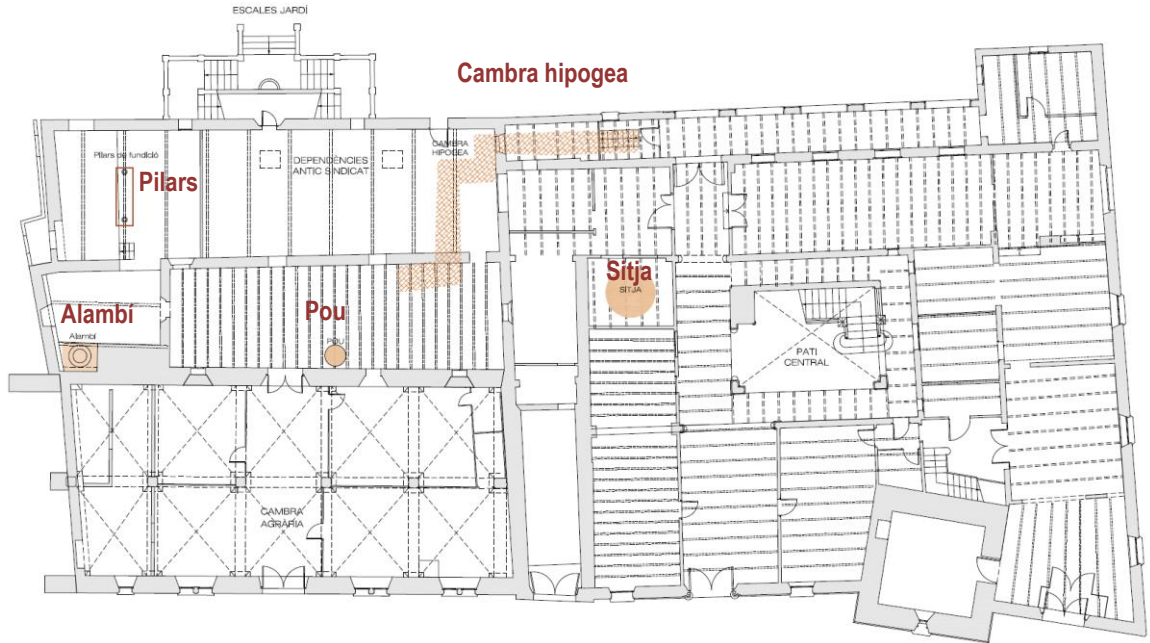 ESCALES JARDÍ
Cambra hipogea
CAMBRA
HIPOGEA
Pilars de fundició
Pilars
DEPENDÈNCIES
ANTIC SINDICAT
Sitja
SITJA
Alambí
Alambí
Pou
POU
PATI
CENTRAL
CAMBRA
AGRÀRIA